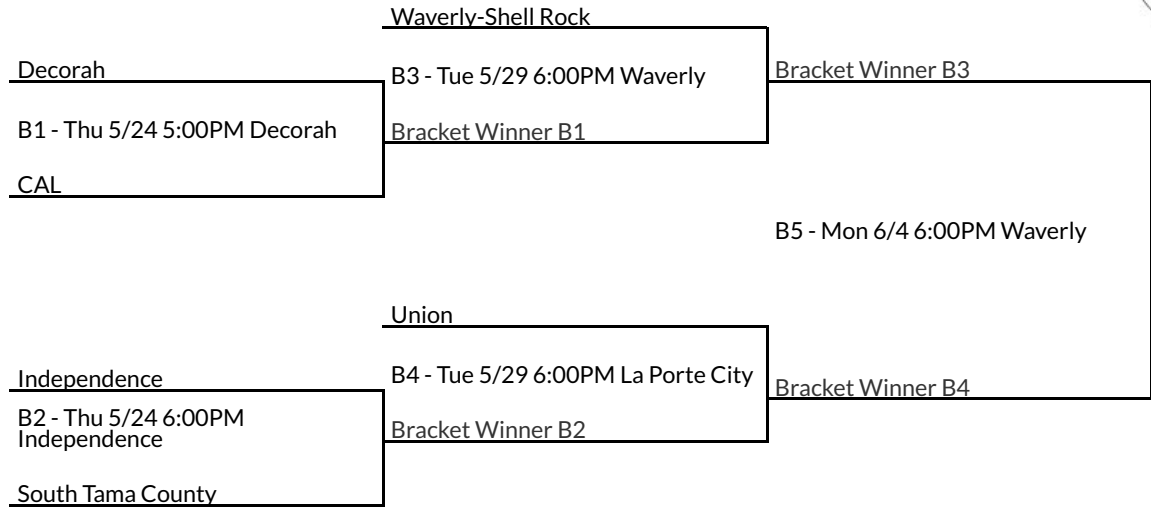 Waverly-Shell Rock
Decorah
B3 - Tue 5/29 6:00PM Waverly
Bracket Winner B3
B1 - Thu 5/24 5:00PM Decorah
Bracket Winner B1
CAL
B5 - Mon 6/4 6:00PM Waverly
Union
Independence
B4 - Tue 5/29 6:00PM La Porte City
Bracket Winner B4
B2 - Thu 5/24 6:00PM
Independence
Bracket Winner B2
South Tama County